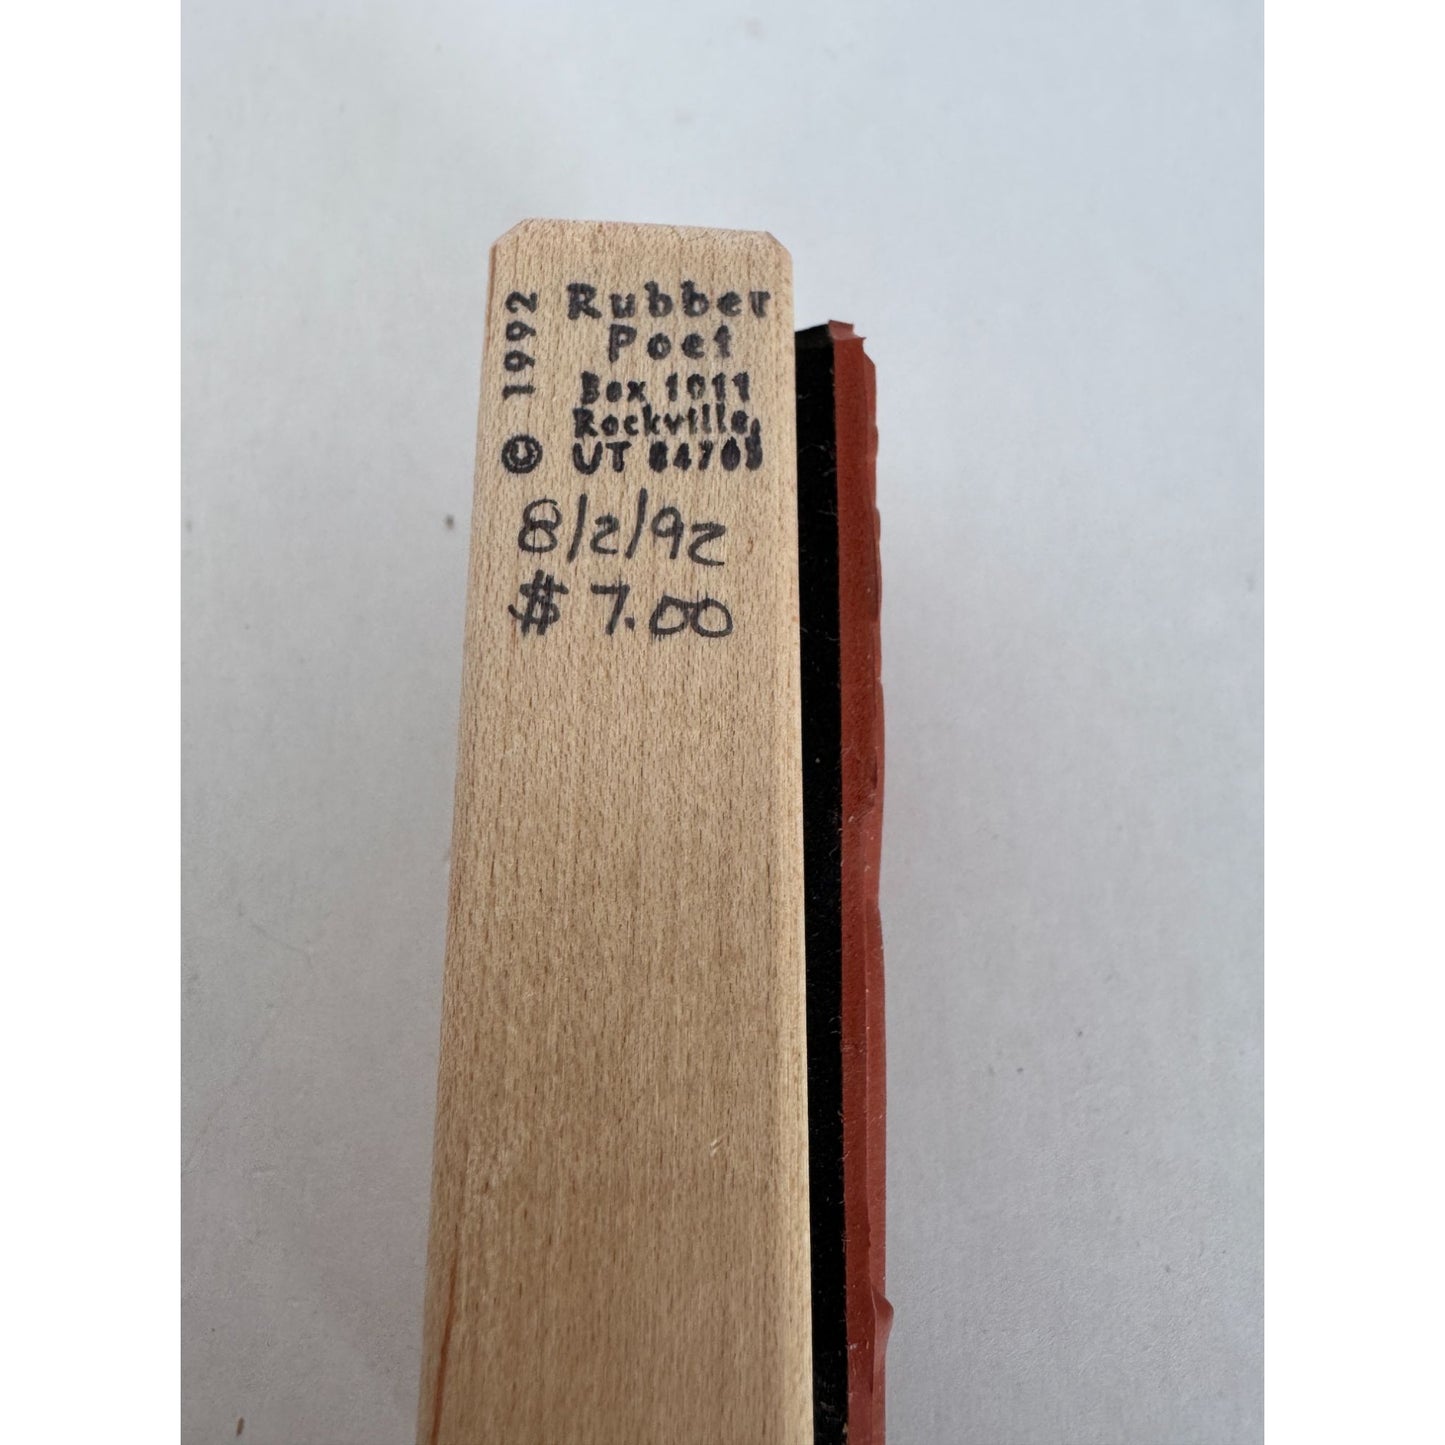 © 1992
Rubber
Poet
Box 1011
Rockville,
UT 84763
8/2/92
$ 7.00